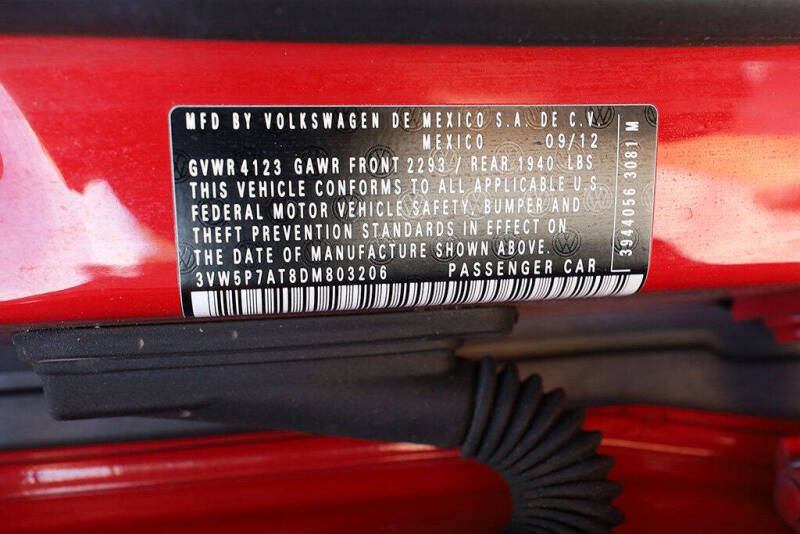 MFD BY VOLKSWAGEN DE MEXICO S.A. DE C.V.
MEXICO 09/12
GVWR 4123 GAWR FRONT 2293 / REAR 1940 LBS
THIS VEHICLE CONFORMS TO ALL APPLICABLE U.S.
FEDERAL MOTOR VEHICLE SAFETY, BUMPER AND
THEFT PREVENTION STANDARDS IN EFFECT ON
THE DATE OF MANUFACTURE SHOWN ABOVE.
3VW5P7AT8DM803206 PASSENGER CAR
3944056 3081 M